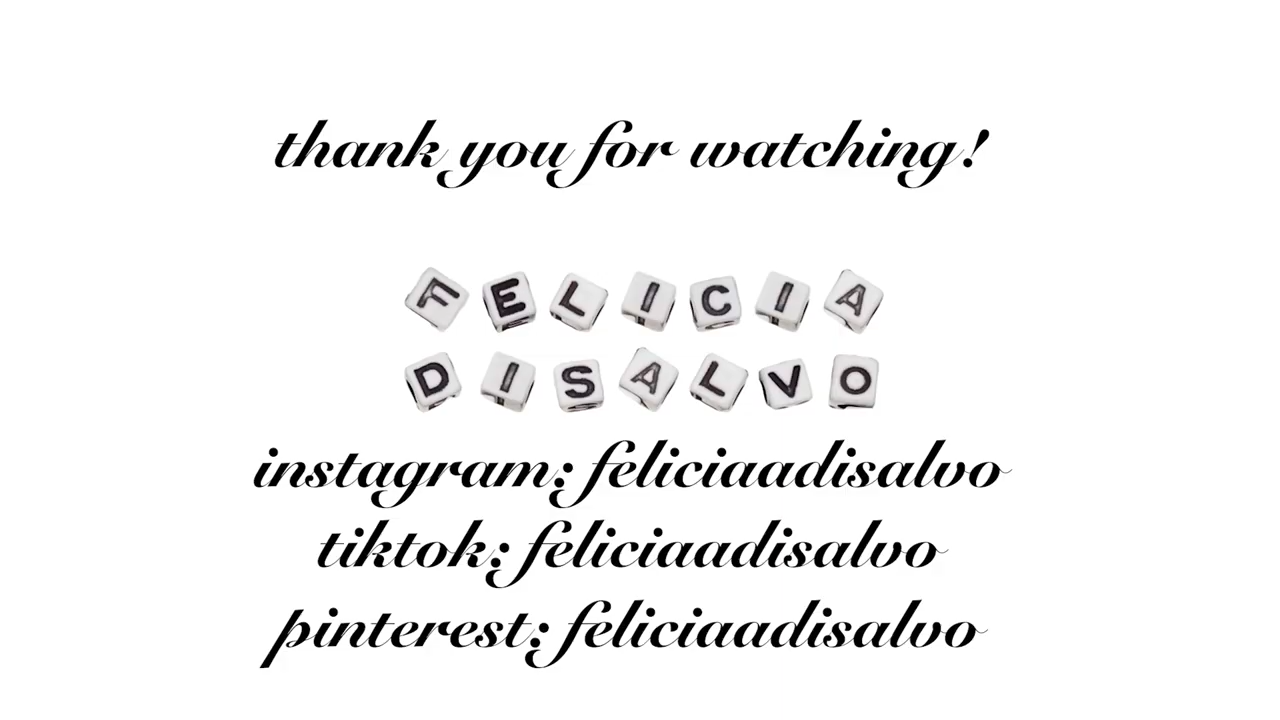 thank you for watching!
FELICIA
DISALVO
instagram: feliciaadisalvo
tiktok: feliciaadisalvo
pinterest: feliciaadisalvo